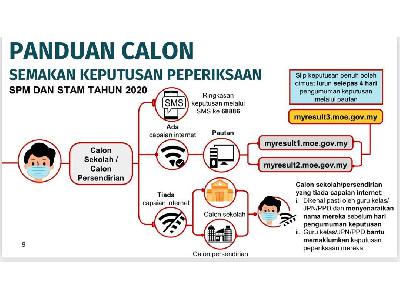 PANDUAN CALON
SEMAKAN KEPUTUSAN PEPERIKSAAN
SPM DAN STAM TAHUN 2020
Slip keputusan penuh boleh
dimuat turun selepas 4 hari
pengumuman keputusan
melalui pautan
myresult3.moe.gov.my
SMS
Ringkasan
keputusan melalui
SMS ke 68886
Ada
capaian internet
Pautan
myresult1.moe.gov.my
myresult2.moe.gov.my
Calon
Sekolah /
Calon
Persendirian
Tiada
capaian internet
Calon sekolah
Calon persendirian
Calon sekolah/persendirian
yang tiada capaian internet:
i. Dikenal pasti oleh guru kelas/
JPN/PPD dan menyenaraikan
nama mereka sebelum hari
pengumuman keputusan
ii. Guru kelas/JPN/PPD bantu
memaklumkan keputusan
peperiksaan mereka